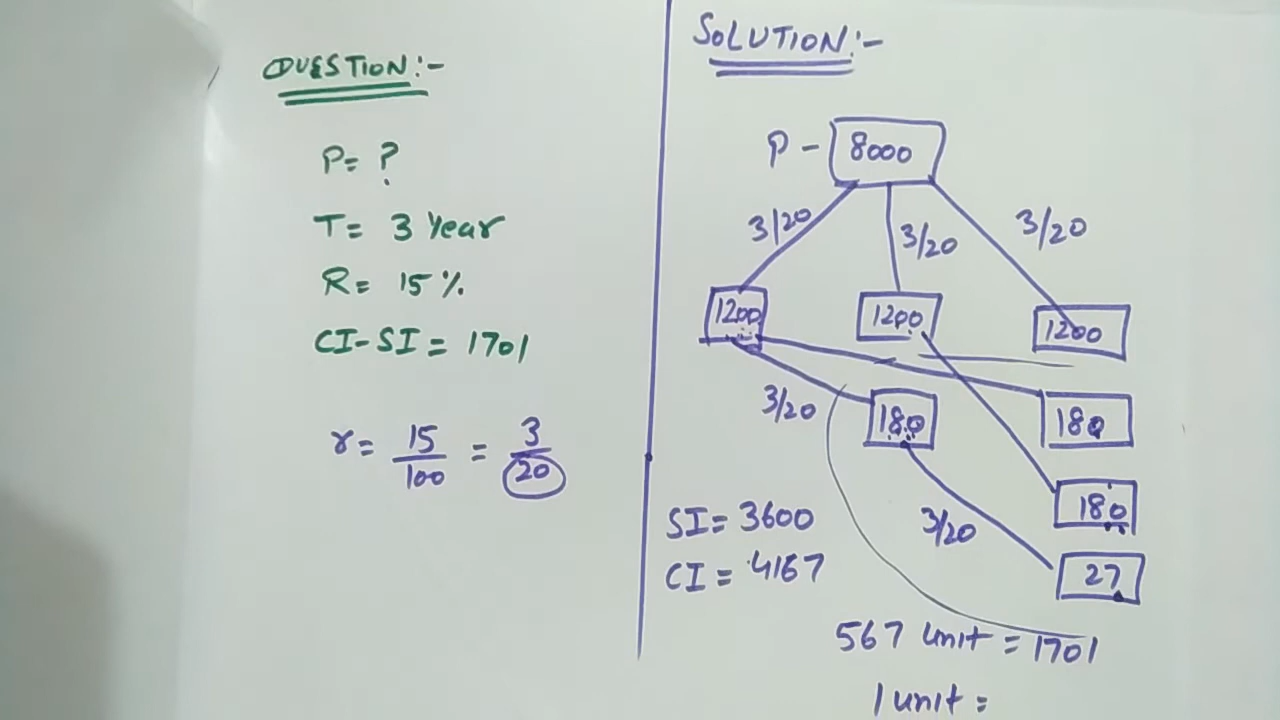 QUESTION:-
P= ?
T= 3 Year
R= 15 %
CI-SI= 1701
r= 15/100 = 3/20
SOLUTION:-
P - 8000
3/20 3/20 3/20
1200 1200 1200
3/20 180 180
180
3/20
27
SI= 3600
CI= 4167
567 Unit = 1701
1 unit =